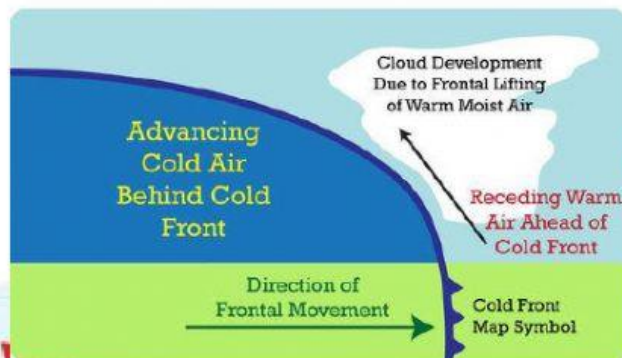 Cloud Development
Due to Frontal Lifting
of Warm Moist Air
Advancing
Cold Air
Behind Cold
Front
Receding Warm
Air Ahead of
Cold Front
Direction of
Frontal Movement
Cold Front
Map Symbol